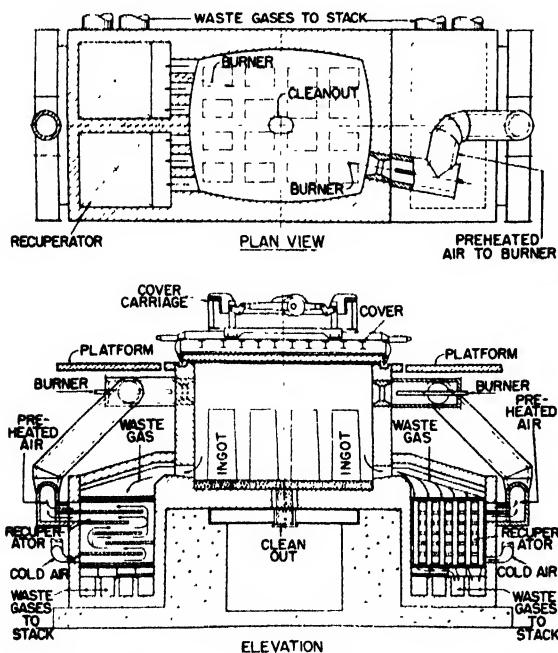 WASTE GASES TO STACK
BURNER
CLEANOUT
BURNER
RECUPERATOR
PLAN VIEW
PREHEATED
AIR TO BURNER
COVER
CARRIAGE
COVER
PLATFORM
PLATFORM
BURNER
BURNER
PRE-
HEATED
AIR
WASTE
GAS
INGOT
INGOT
WASTE
GAS
PRE-
HEATED
AIR
RECUPER-
ATOR
COLD AIR
CLEAN
OUT
RECUPER-
ATOR
COLD AIR
WASTE
GASES
TO
STACK
WASTE
GASES
TO
STACK
ELEVATION